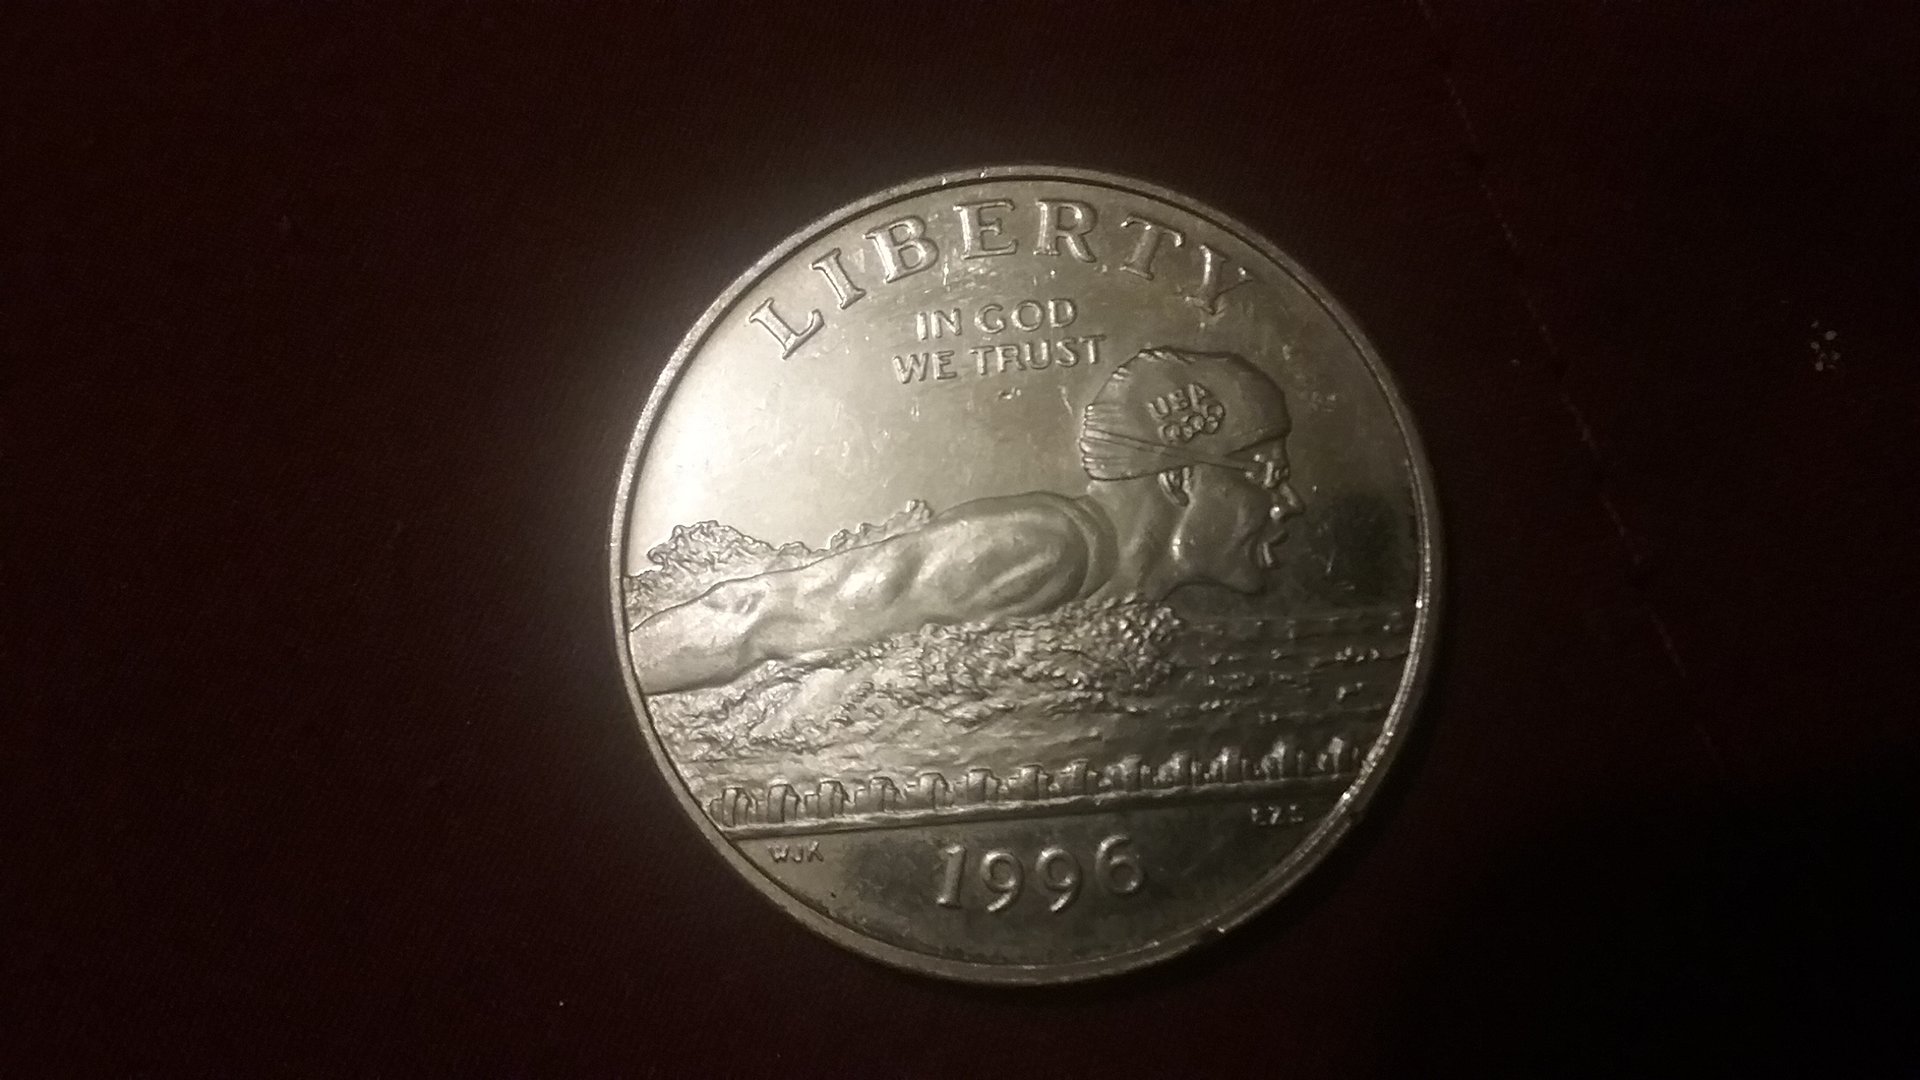 LIBERTY
IN GOD
WE TRUST
USA
WJK
1996